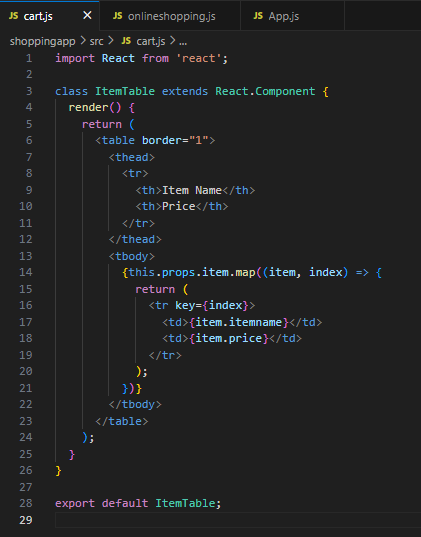 JS cart.js × JS onlineshopping.js JS App.js
shoppingapp > src > JS cart.js > ...
1 import React from 'react';
2
3 class ItemTable extends React.Component {
4 render() {
5 return (
6 <table border="1">
7 <thead>
8 <tr>
9 <th>Item Name</th>
10 <th>Price</th>
11 </tr>
12 </thead>
13 <tbody>
14 {this.props.item.map((item, index) => {
15 return (
16 <tr key={index}>
17 <td>{item.itemname}</td>
18 <td>{item.price}</td>
19 </tr>
20 );
21 })}
22 </tbody>
23 </table>
24 );
25 }
26 }
27
28 export default ItemTable;
29